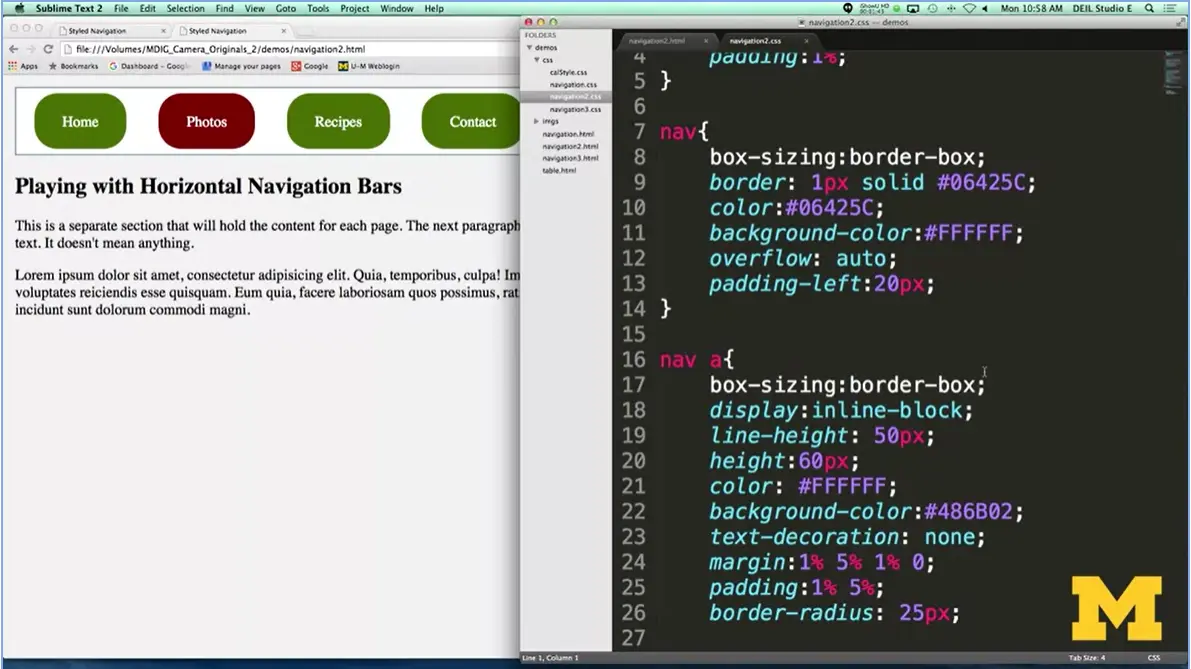 Sublime Text 2 File Edit Selection Find View Goto Tools Project Window Help Mon 10:58 AM DEIL Studio E
Styled Navigation × Styled Navigation ×
file:///Volumes/MDIG_Camera_Originals_2/demos/navigation2.html
Apps Bookmarks Dashboard - Google Manage your pages Google U-M Weblogin
Home Photos Recipes Contact
Playing with Horizontal Navigation Bars
This is a separate section that will hold the content for each page. The next paragraph
text. It doesn't mean anything.
Lorem ipsum dolor sit amet, consectetur adipisicing elit. Quia, temporibus, culpa! Im
voluptates reiciendis esse quisquam. Eum quia, facere laboriosam quos possimus, rat
incidunt sunt dolorum commodi magni.
navigation2.css — demos
FOLDERS
demos
css
calStyle.css
navigation.css
navigation2.css
navigation3.css
imgs
navigation.html
navigation2.html
navigation3.html
table.html
navigation2.html × navigation2.css ×
4 padding:1%;
5 }
6
7 nav{
8 box-sizing:border-box;
9 border: 1px solid #06425C;
10 color:#06425C;
11 background-color:#FFFFFF;
12 overflow: auto;
13 padding-left:20px;
14 }
15
16 nav a{
17 box-sizing:border-box;
18 display:inline-block;
19 line-height: 50px;
20 height:60px;
21 color: #FFFFFF;
22 background-color:#486B02;
23 text-decoration: none;
24 margin:1% 5% 1% 0;
25 padding:1% 5%;
26 border-radius: 25px;
27
M
Line 1, Column 1 Tab Size: 4 CSS